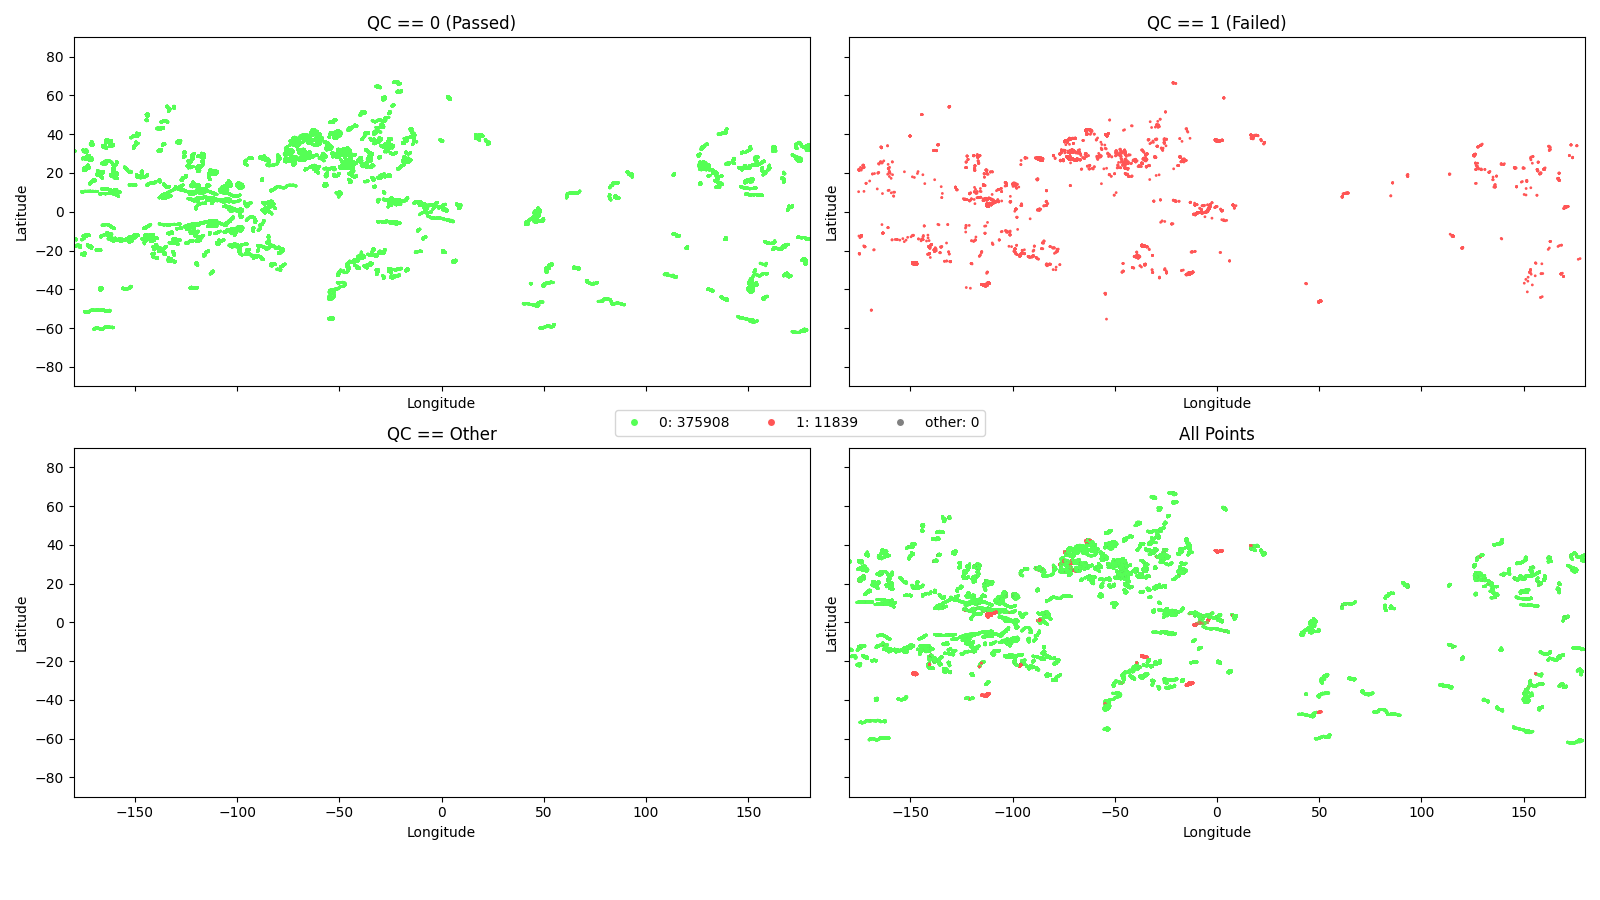 QC == 0 (Passed)
QC == 1 (Failed)
80
60
40
20
0
−20
−40
−60
−80
Latitude
Latitude
Longitude
Longitude
0: 375908
1: 11839
other: 0
QC == Other
All Points
80
60
40
20
0
−20
−40
−60
−80
Latitude
Latitude
−150
−100
−50
0
50
100
150
−150
−100
−50
0
50
100
150
Longitude
Longitude